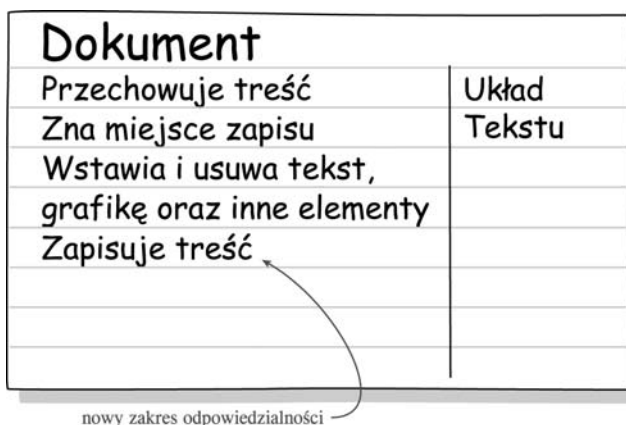 Dokument
Przechowuje treść
Zna miejsce zapisu
Wstawia i usuwa tekst,
grafikę oraz inne elementy
Zapisuje treść
Układ
Tekstu
nowy zakres odpowiedzialności